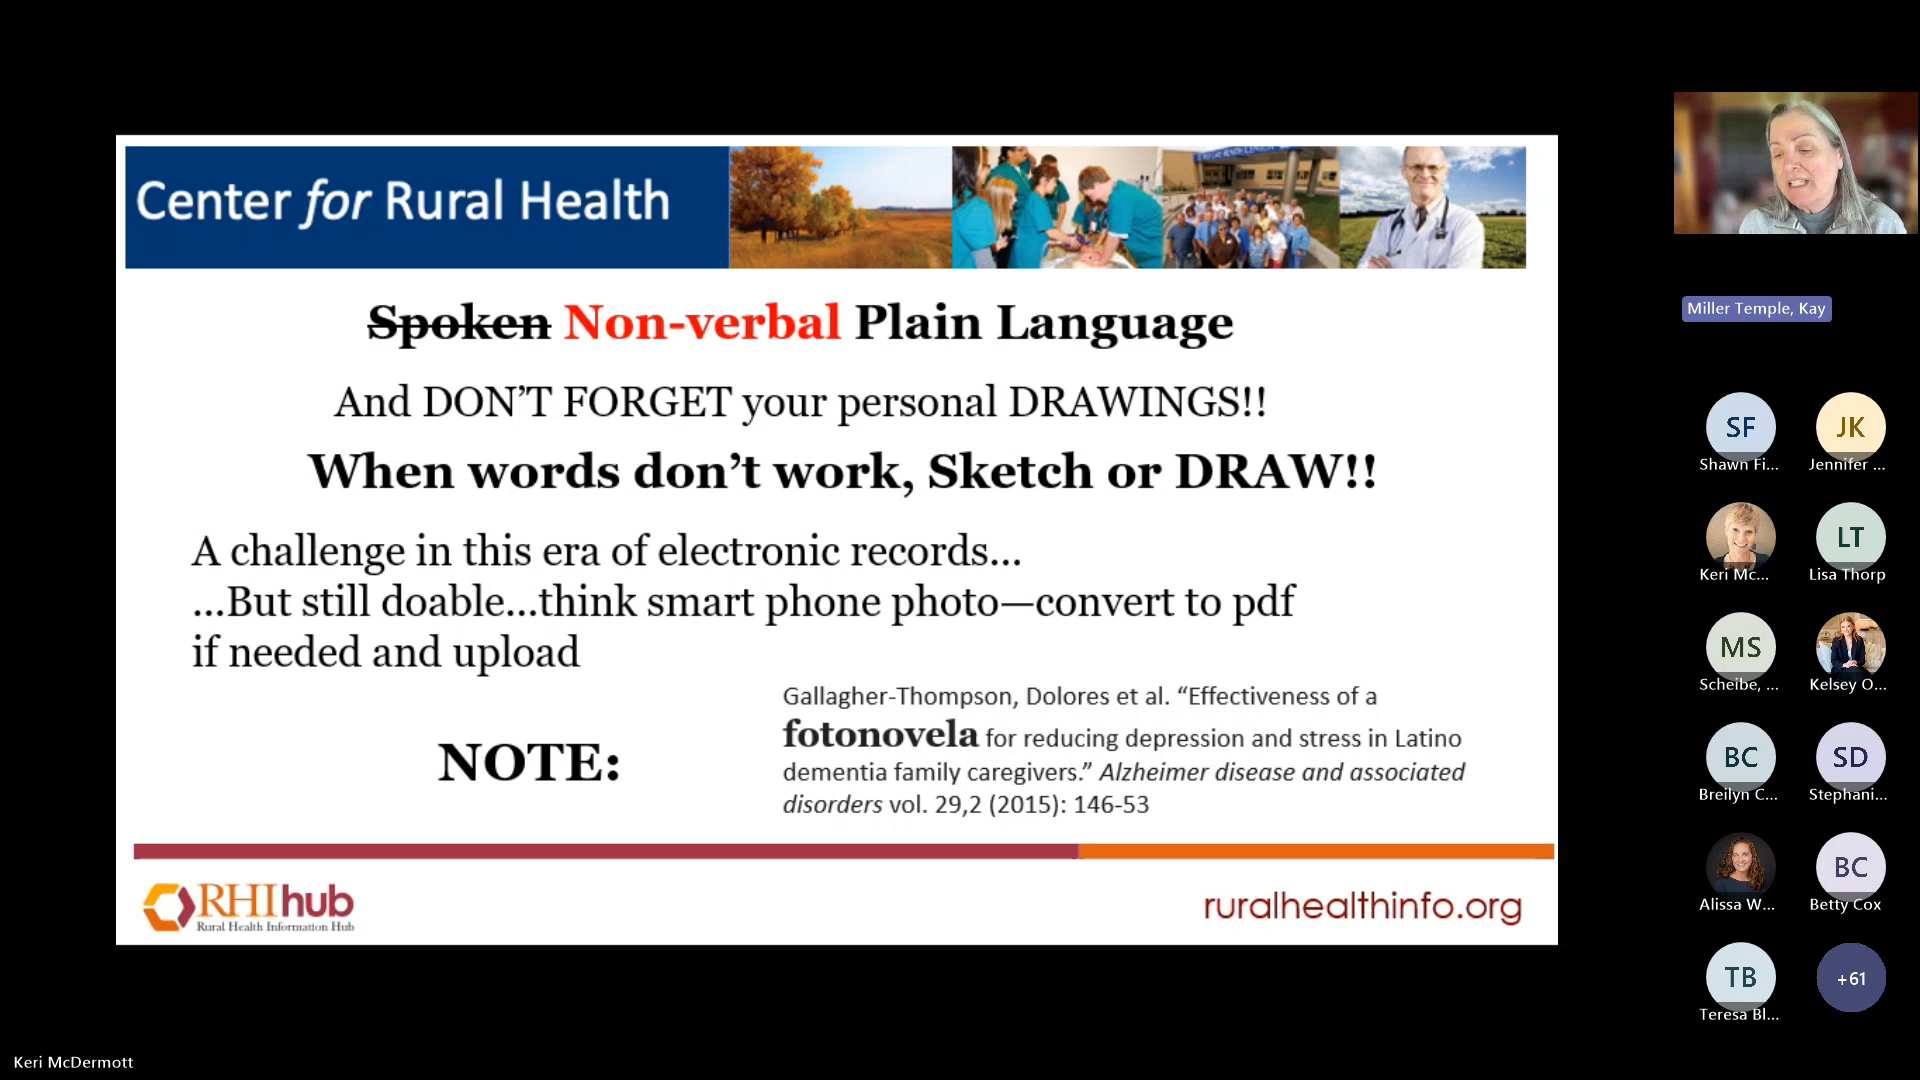 Center for Rural Health
Spoken Non-verbal Plain Language
And DON’T FORGET your personal DRAWINGS!!
When words don’t work, Sketch or DRAW!!
A challenge in this era of electronic records…
…But still doable…think smart phone photo—convert to pdf
if needed and upload
NOTE:
Gallagher-Thompson, Dolores et al. “Effectiveness of a
fotonovela for reducing depression and stress in Latino
dementia family caregivers.” Alzheimer disease and associated
disorders vol. 29,2 (2015): 146-53
RHIhub
Rural Health Information Hub
ruralhealthinfo.org
Miller Temple, Kay
SF
Shawn Fi...
JK
Jennifer ...
Keri Mc...
LT
Lisa Thorp
MS
Scheibe, ...
Kelsey O...
BC
Breilyn C...
SD
Stephani...
Alissa W...
BC
Betty Cox
TB
Teresa Bl...
+61
Keri McDermott